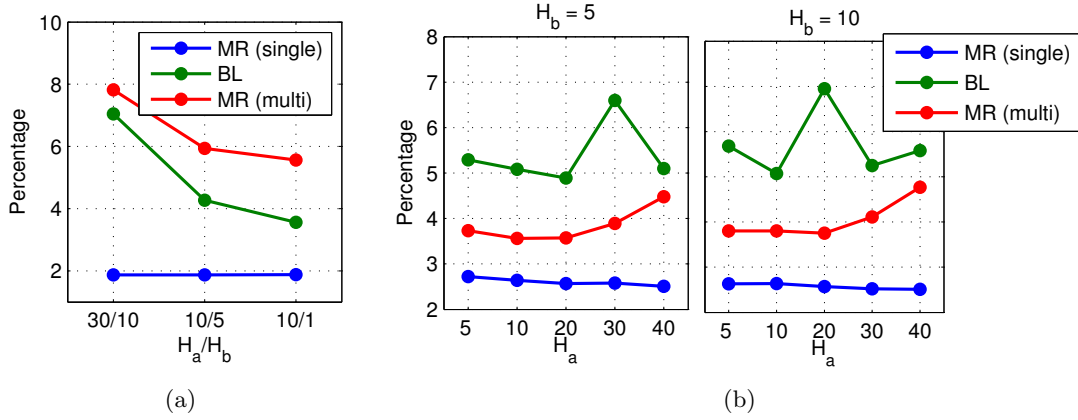 10
8
6
4
2
Percentage
30/10 10/5 10/1
H_a/H_b
MR (single)
BL
MR (multi)
(a)
H_b = 5
8
7
6
5
4
3
2
Percentage
5 10 20 30 40
H_a
H_b = 10
5 10 20 30 40
H_a
MR (single)
BL
MR (multi)
(b)